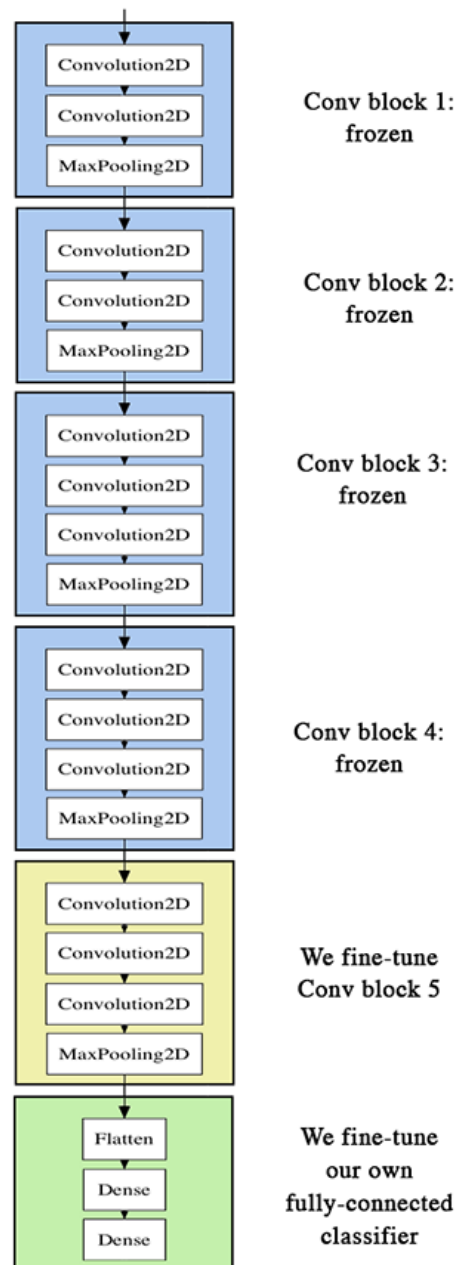 Convolution2D
Convolution2D
MaxPooling2D
Conv block 1:
frozen
Convolution2D
Convolution2D
MaxPooling2D
Conv block 2:
frozen
Convolution2D
Convolution2D
Convolution2D
MaxPooling2D
Conv block 3:
frozen
Convolution2D
Convolution2D
Convolution2D
MaxPooling2D
Conv block 4:
frozen
Convolution2D
Convolution2D
Convolution2D
MaxPooling2D
We fine-tune
Conv block 5
Flatten
Dense
Dense
We fine-tune
our own
fully-connected
classifier